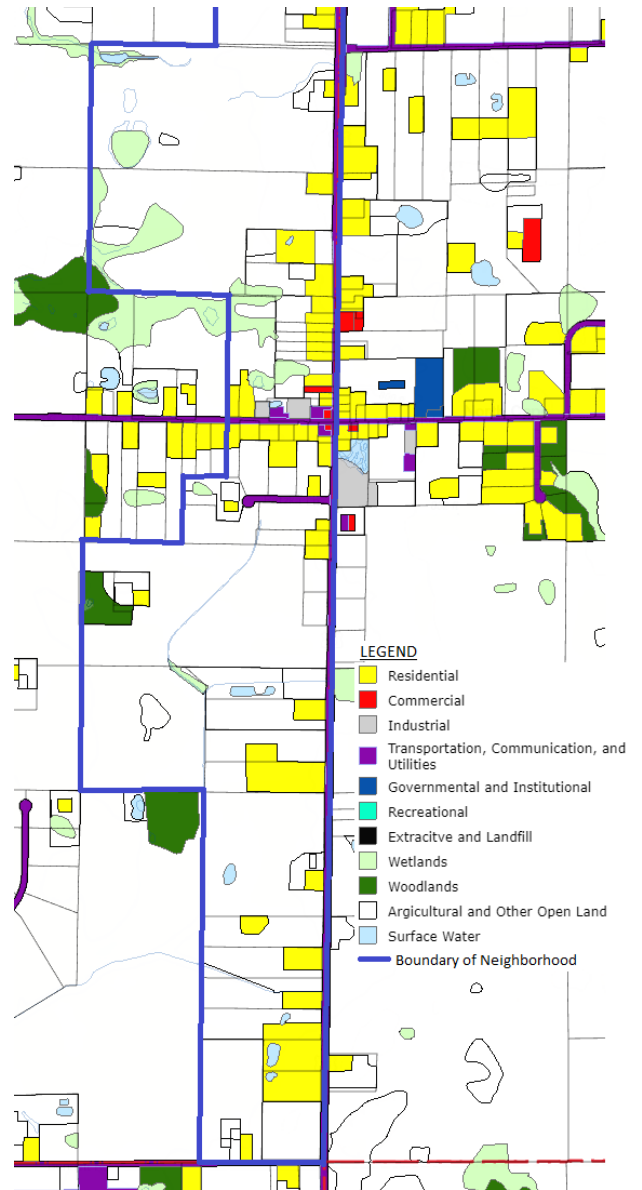 LEGEND
Residential
Commercial
Industrial
Transportation, Communication, and
Utilities
Governmental and Institutional
Recreational
Extracitve and Landfill
Wetlands
Woodlands
Argicultural and Other Open Land
Surface Water
Boundary of Neighborhood